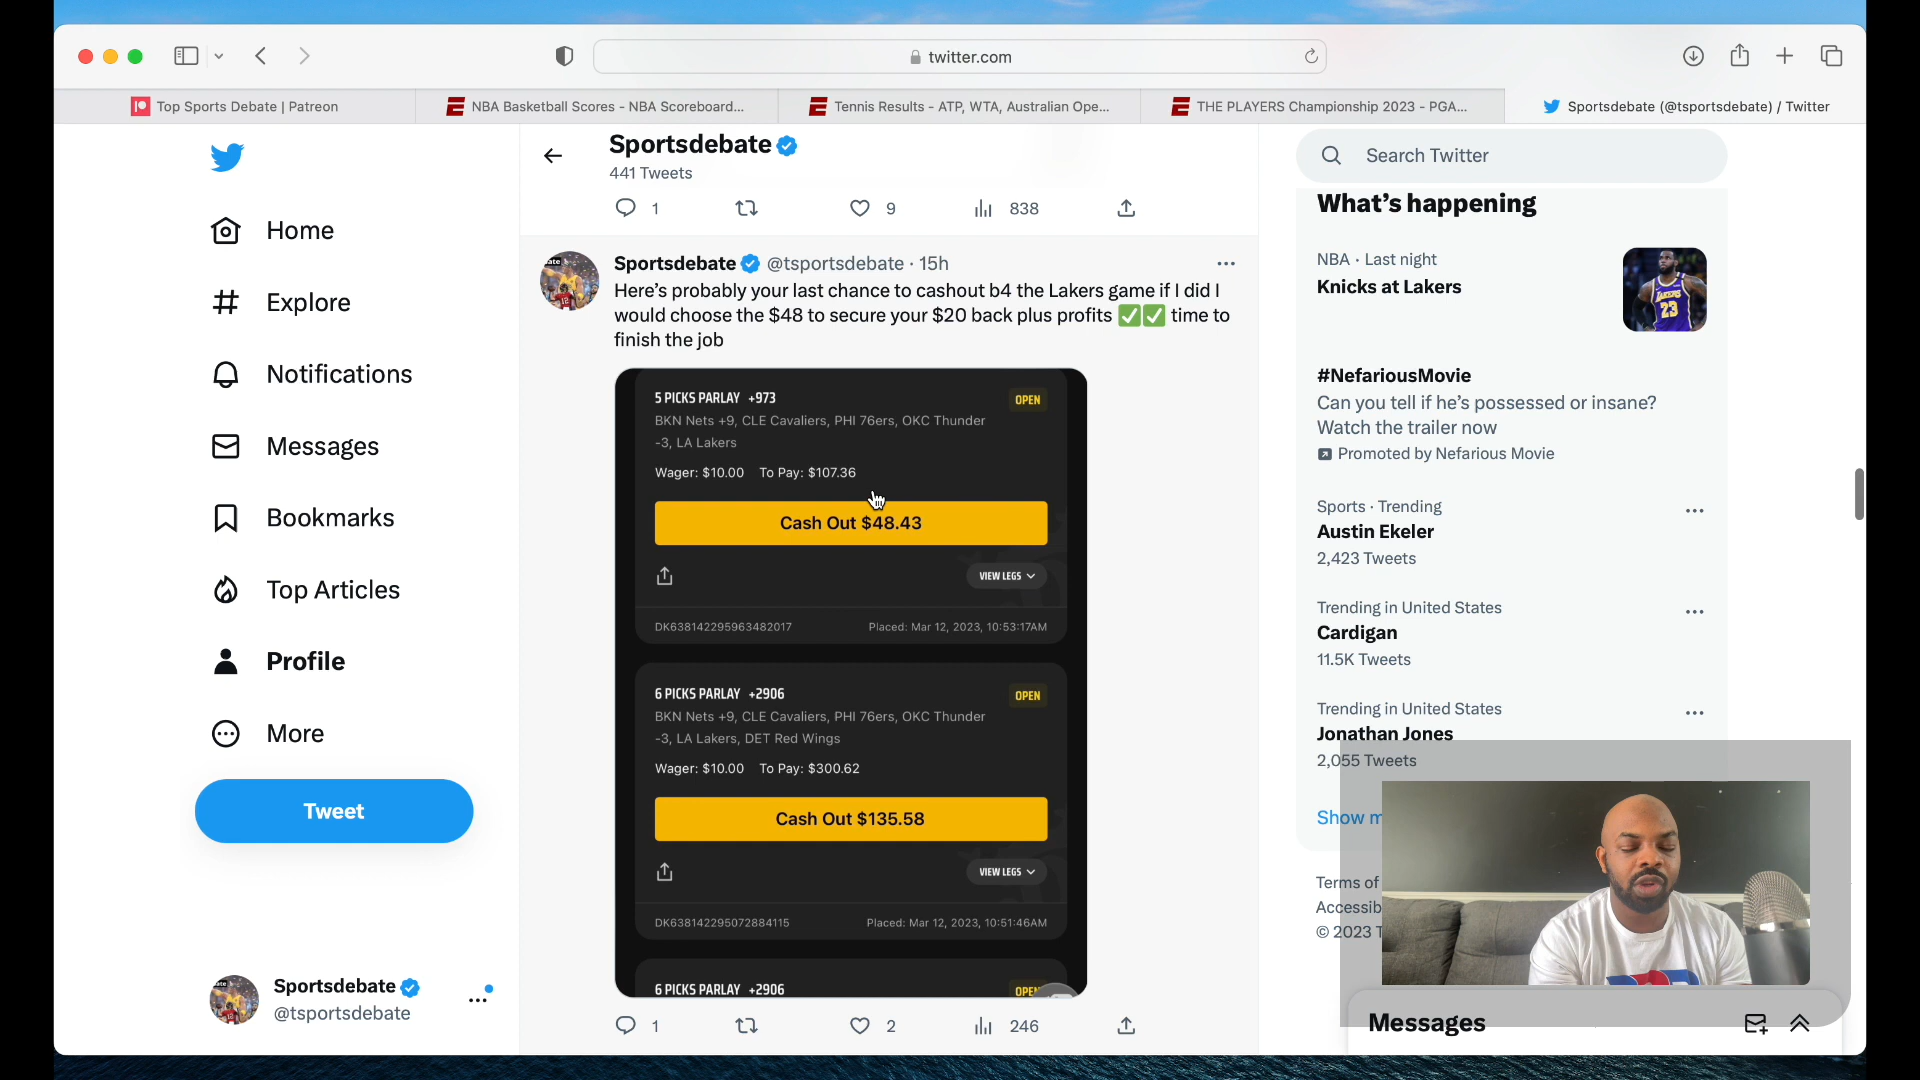 twitter.com
Top Sports Debate | Patreon
NBA Basketball Scores - NBA Scoreboard...
Tennis Results - ATP, WTA, Australian Ope...
THE PLAYERS Championship 2023 - PGA...
Sportsdebate (@tsportsdebate) / Twitter
Home
Explore
Notifications
Messages
Bookmarks
Top Articles
Profile
More
Tweet
Sportsdebate
@tsportsdebate
Sportsdebate
441 Tweets
1
9
838
Sportsdebate @tsportsdebate · 15h
Here's probably your last chance to cashout b4 the Lakers game if I did I
would choose the $48 to secure your $20 back plus profits ✅✅ time to
finish the job
5 PICKS PARLAY +973
OPEN
BKN Nets +9, CLE Cavaliers, PHI 76ers, OKC Thunder
-3, LA Lakers
Wager: $10.00 To Pay: $107.36
Cash Out $48.43
VIEW LEGS
DK638142295963482017
Placed: Mar 12, 2023, 10:53:17AM
6 PICKS PARLAY +2906
OPEN
BKN Nets +9, CLE Cavaliers, PHI 76ers, OKC Thunder
-3, LA Lakers, DET Red Wings
Wager: $10.00 To Pay: $300.62
Cash Out $135.58
VIEW LEGS
DK638142295072884115
Placed: Mar 12, 2023, 10:51:46AM
6 PICKS PARLAY +2906
OPEN
1
2
246
Search Twitter
What's happening
NBA · Last night
Knicks at Lakers
LAKERS
23
#NefariousMovie
Can you tell if he's possessed or insane?
Watch the trailer now
Promoted by Nefarious Movie
Sports · Trending
Austin Ekeler
2,423 Tweets
Trending in United States
Cardigan
11.5K Tweets
Trending in United States
Jonathan Jones
2,055 Tweets
Show m
Terms of
Accessib
© 2023 T
Messages